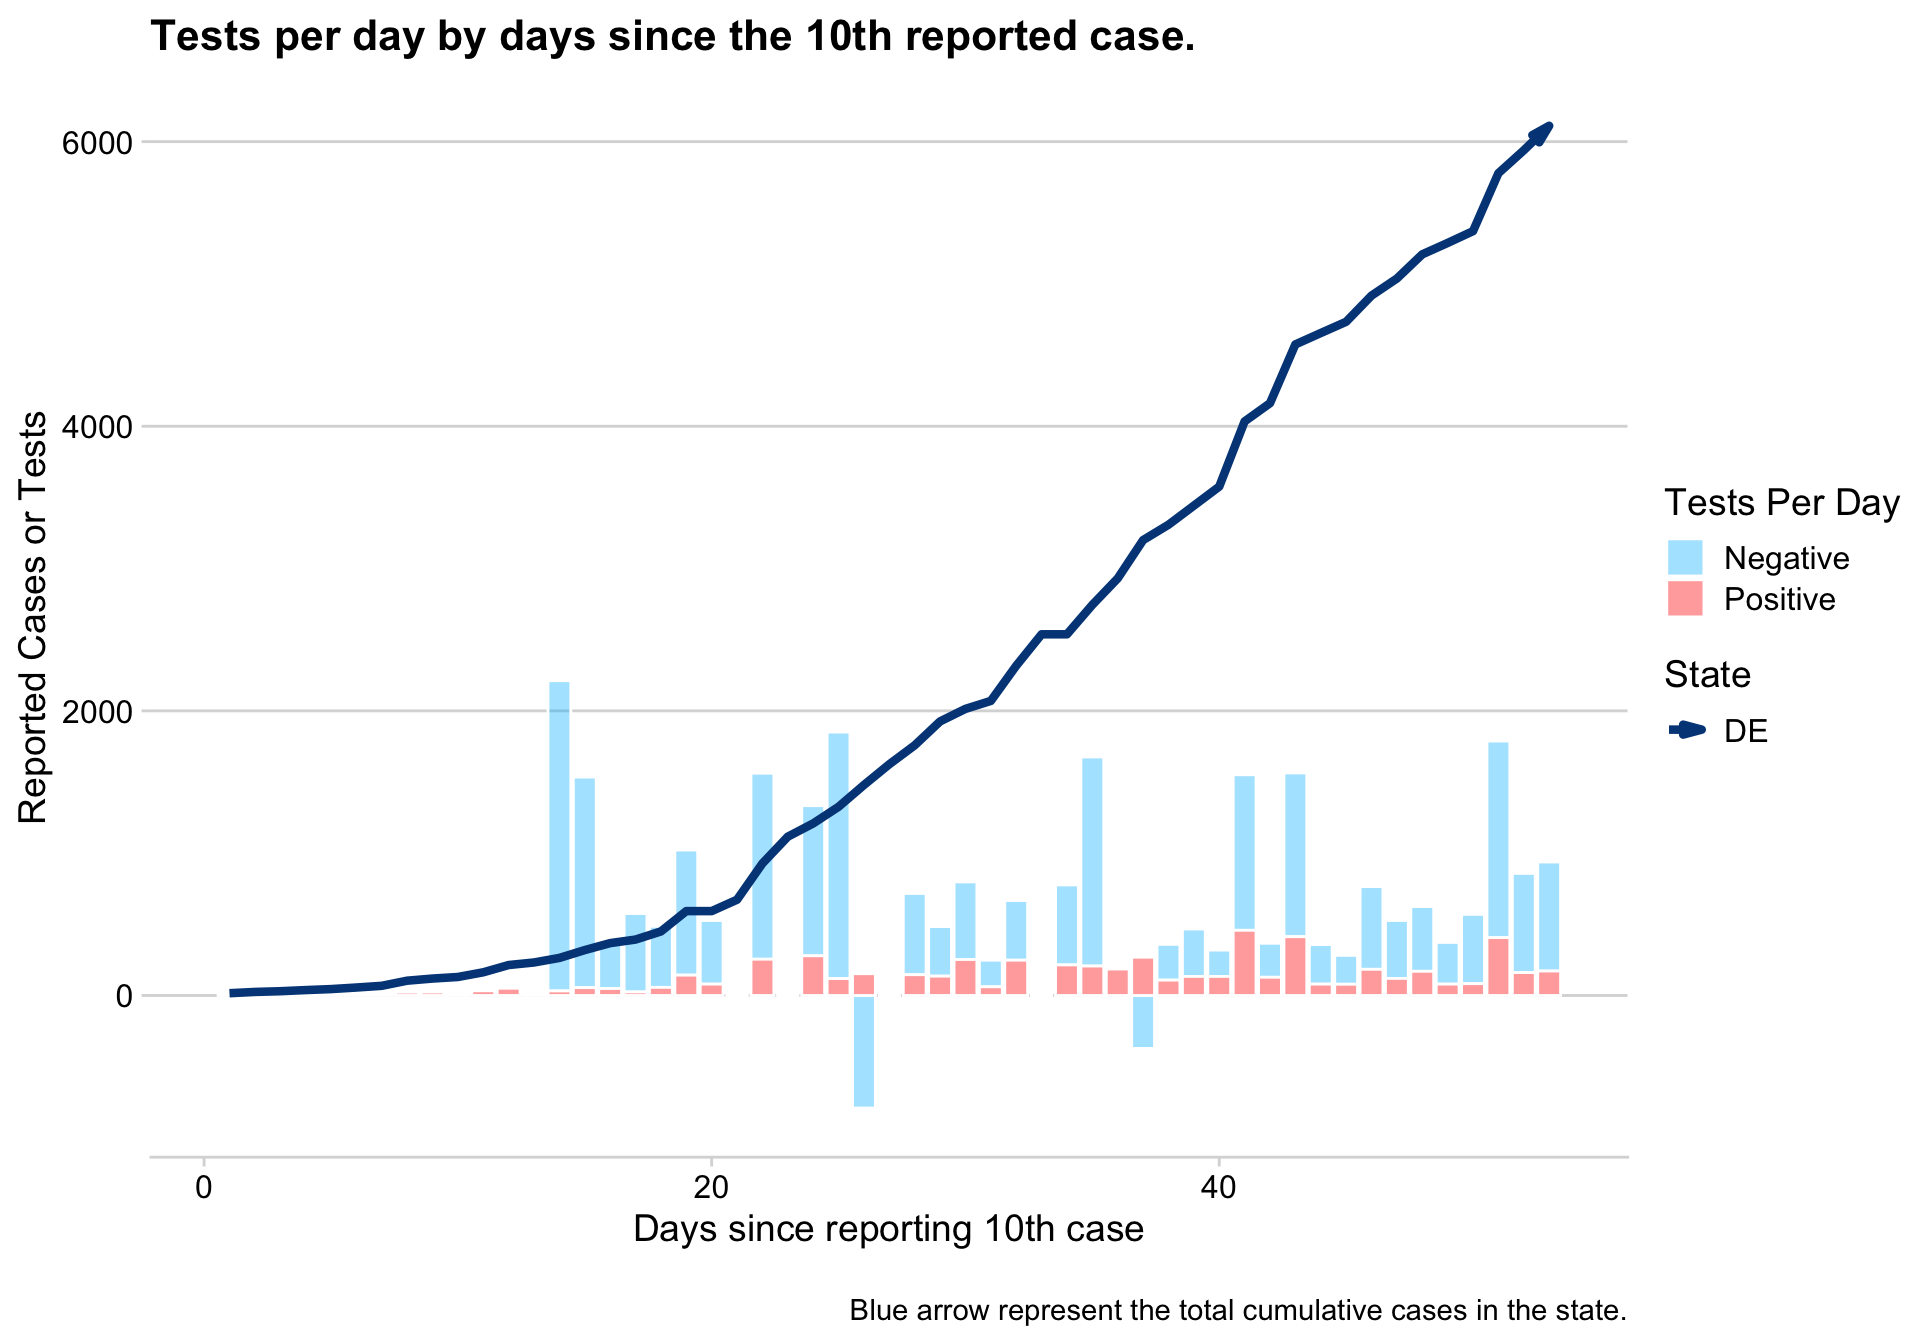 Tests per day by days since the 10th reported case.
6000
4000
2000
0
Reported Cases or Tests
0
20
40
Days since reporting 10th case
Tests Per Day
Negative
Positive
State
DE
Blue arrow represent the total cumulative cases in the state.